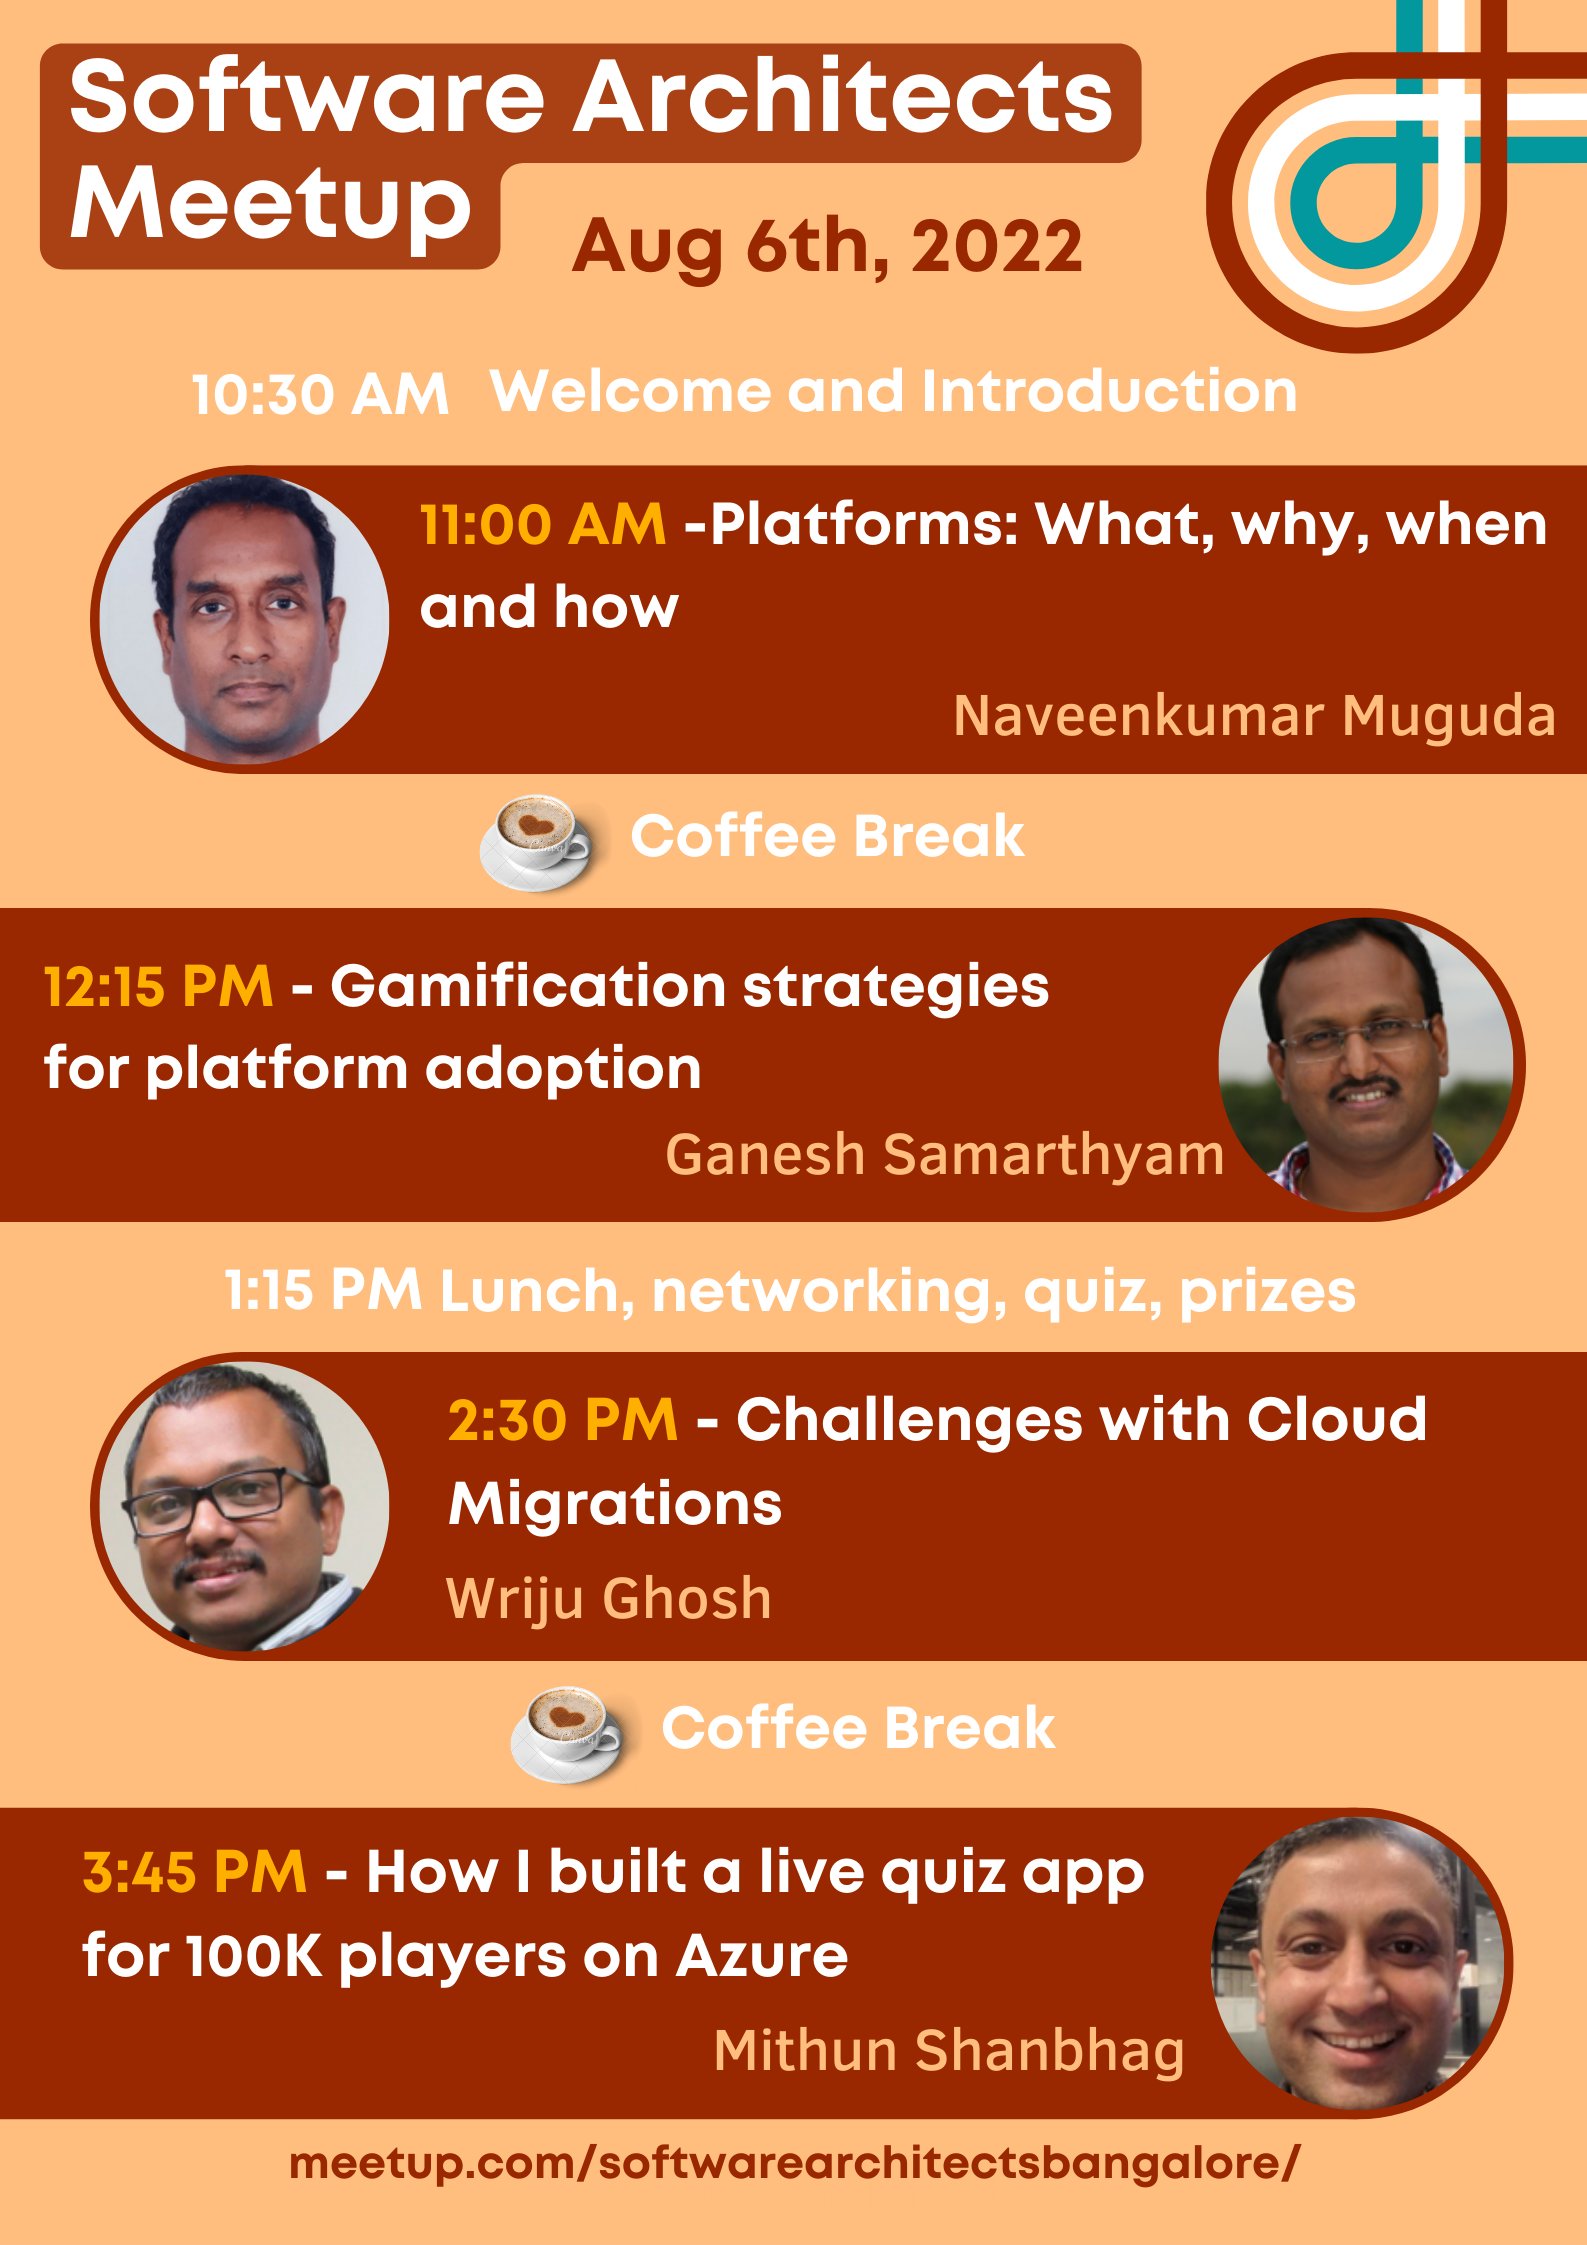 Software Architects
Meetup
Aug 6th, 2022
10:30 AM Welcome and Introduction
11:00 AM -Platforms: What, why, when
and how
Naveenkumar Muguda
Coffee Break
12:15 PM - Gamification strategies
for platform adoption
Ganesh Samarthyam
1:15 PM Lunch, networking, quiz, prizes
2:30 PM - Challenges with Cloud
Migrations
Wriju Ghosh
Coffee Break
3:45 PM - How I built a live quiz app
for 100K players on Azure
Mithun Shanbhag
meetup.com/softwarearchitectsbangalore/